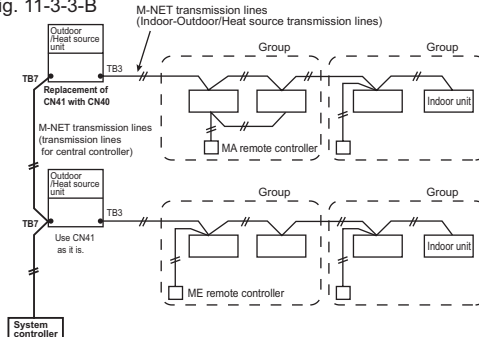 ig. 11-3-3-B
M-NET transmission lines
(Indoor-Outdoor/Heat source transmission lines)
Outdoor
/Heat source
unit
Group
Group
TB7
TB3
Replacement of
CN41 with CN40
Indoor unit
M-NET transmission lines
(transmission lines
for central controller)
MA remote controller
Outdoor
/Heat source
unit
Group
Group
TB7
TB3
Use CN41
as it is.
Indoor unit
ME remote controller
System
controller